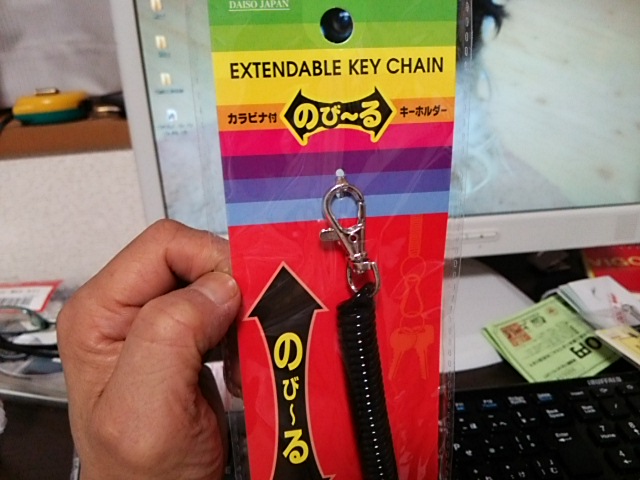 DAISO JAPAN
EXTENDABLE KEY CHAIN
カラビナ付 のび～る キーホルダー
のび～る
BUFFALO